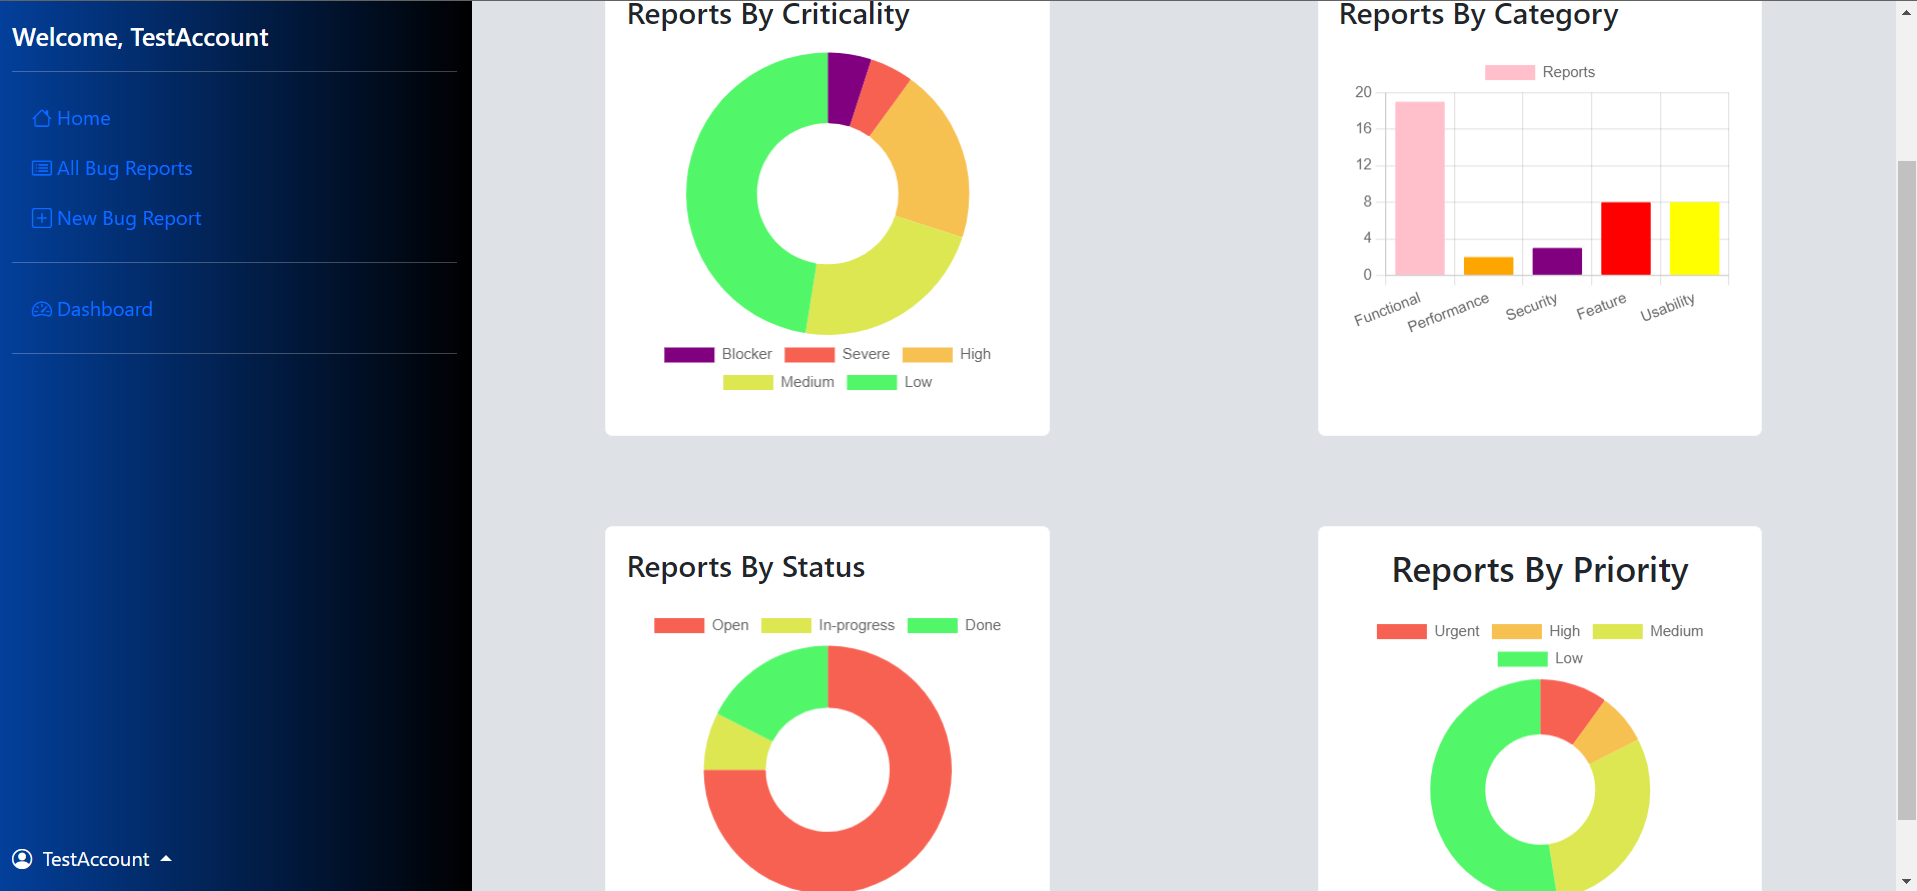 Welcome, TestAccount
Home
All Bug Reports
New Bug Report
Dashboard
TestAccount
Reports By Criticality
Blocker Severe High
Medium Low
Reports By Category
Reports
20
16
12
8
4
0
Functional Performance Security Feature Usability
Reports By Status
Open In-progress Done
Reports By Priority
Urgent High Medium
Low